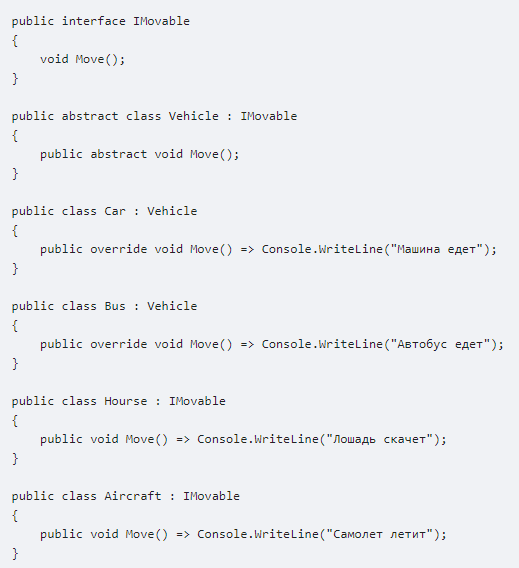 public interface IMovable
{
    void Move();
}

public abstract class Vehicle : IMovable
{
    public abstract void Move();
}

public class Car : Vehicle
{
    public override void Move() => Console.WriteLine("Машина едет");
}

public class Bus : Vehicle
{
    public override void Move() => Console.WriteLine("Автобус едет");
}

public class Hourse : IMovable
{
    public void Move() => Console.WriteLine("Лошадь скачет");
}

public class Aircraft : IMovable
{
    public void Move() => Console.WriteLine("Самолет летит");
}